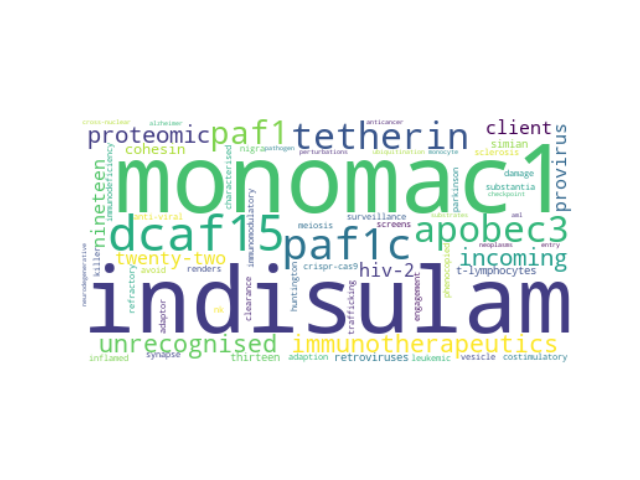 cross-nuclear alzheimer anticancer
proteomic paf1 tetherin client
cohesin nigra pathogen perturbations ubiquitination monocyte simian sclerosis
provirus
nineteen
immunodeficiency
characterised
monomac1
damage
parkinson
substantia
checkpoint
anti-viral
immunomodulatory
surveillance
substrates aml
dcaf15 meiosis screens apobec3
paf1c
neoplasms entry
twenty-two
killer
neurodegenerative
avoid renders
refractory
clearance
crispr-cas9 hiv-2
huntington
trafficking
engagement
phenocopied
incoming
t-lymphocytes
indisulam
adaptor
nk
unrecognised immunotherapeutics
inflamed synapse thirteen adaption retroviruses leukemic vesicle costimulatory